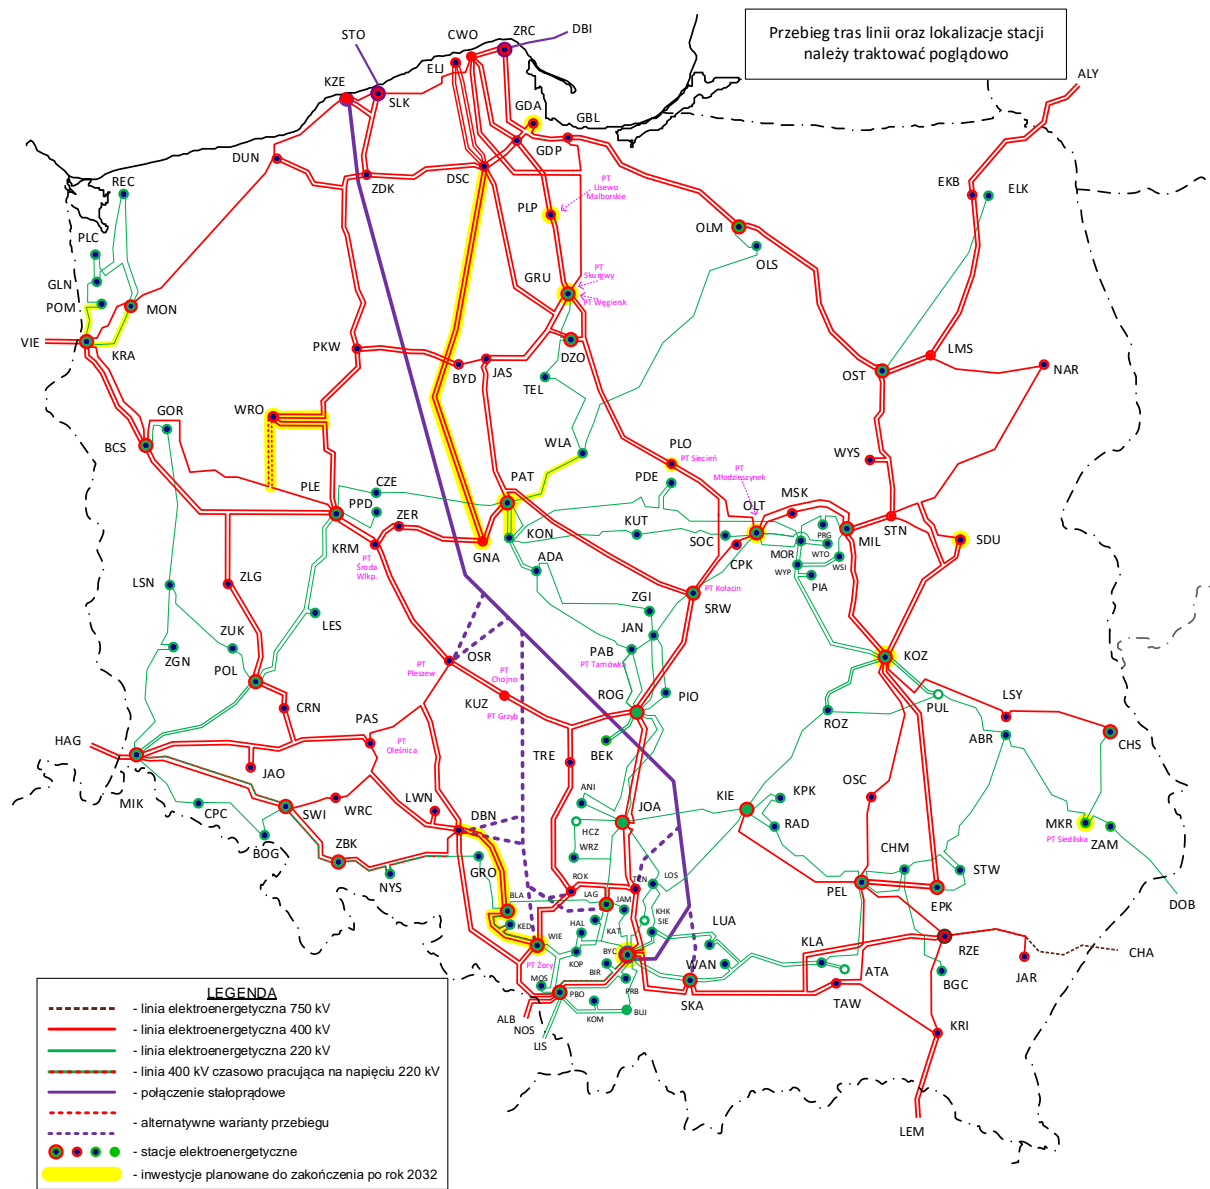 Przebieg tras linii oraz lokalizacje stacji
należy traktować poglądowo
STO
CWO
ZRC
DBI
ELJ
KZE
SLK
ALY
GDA
GBL
GDP
DUN
ZDK
DSC
REC
EKB
ELK
PT
Lisewo
Malborskie
PLP
PLC
OLM
OLS
GLN
POM
MON
GRU
PT
Skurgwy
PT Węgiersk
VIE
KRA
PKW
BYD
JAS
DZO
TEL
LMS
NAR
OST
GOR
WRO
BCS
WLA
PLO
PT Siecień
WYS
PLE
CZE
PPD
PAT
PDE
PT
Młodzieszynek
OLT
MSK
ZER
KRM
PT
Środa
Wlkp.
GNA
KON
KUT
SOC
CPK
MOR
PRG
WTO
WSI
MIL
STN
SDU
ADA
WYP
PIA
LSN
ZLG
LES
ZGI
PT Kołacin
SRW
ZUK
ZGN
POL
JAN
PAB
PT Tarnówka
OSR
PT
Pleszew
PT
Chojno
KUZ
PT Grzyb
ROG
PIO
KOZ
PUL
LSY
ROZ
CRN
PAS
PT
Oleśnica
HAG
JAO
MIK
BEK
TRE
ABR
CHS
ANI
JOA
KIE
KPK
OSC
CPC
SWI
WRC
LWN
DBN
HCZ
WRZ
RAD
MKR
PT Siedliska
ZAM
BOG
ZBK
NYS
GRO
BLA
ROK
LAG
JAM
TCN
LOS
CHM
STW
PEL
EPK
DOB
KED
HAL
KAT
KHK
SIE
WIE
BYC
LUA
KOP
PT Żory
BIR
WAN
KLA
RZE
CHA
MOS
PBO
PRB
SKA
ATA
TAW
BGC
JAR
ALB
NOS
KOM
BUJ
LIS
KRI
LEM
LEGENDA
- linia elektroenergetyczna 750 kV
- linia elektroenergetyczna 400 kV
- linia elektroenergetyczna 220 kV
- linia 400 kV czasowo pracująca na napięciu 220 kV
- połączenie stałoprądowe
- alternatywne warianty przebiegu
- stacje elektroenergetyczne
- inwestycje planowane do zakończenia po rok 2032